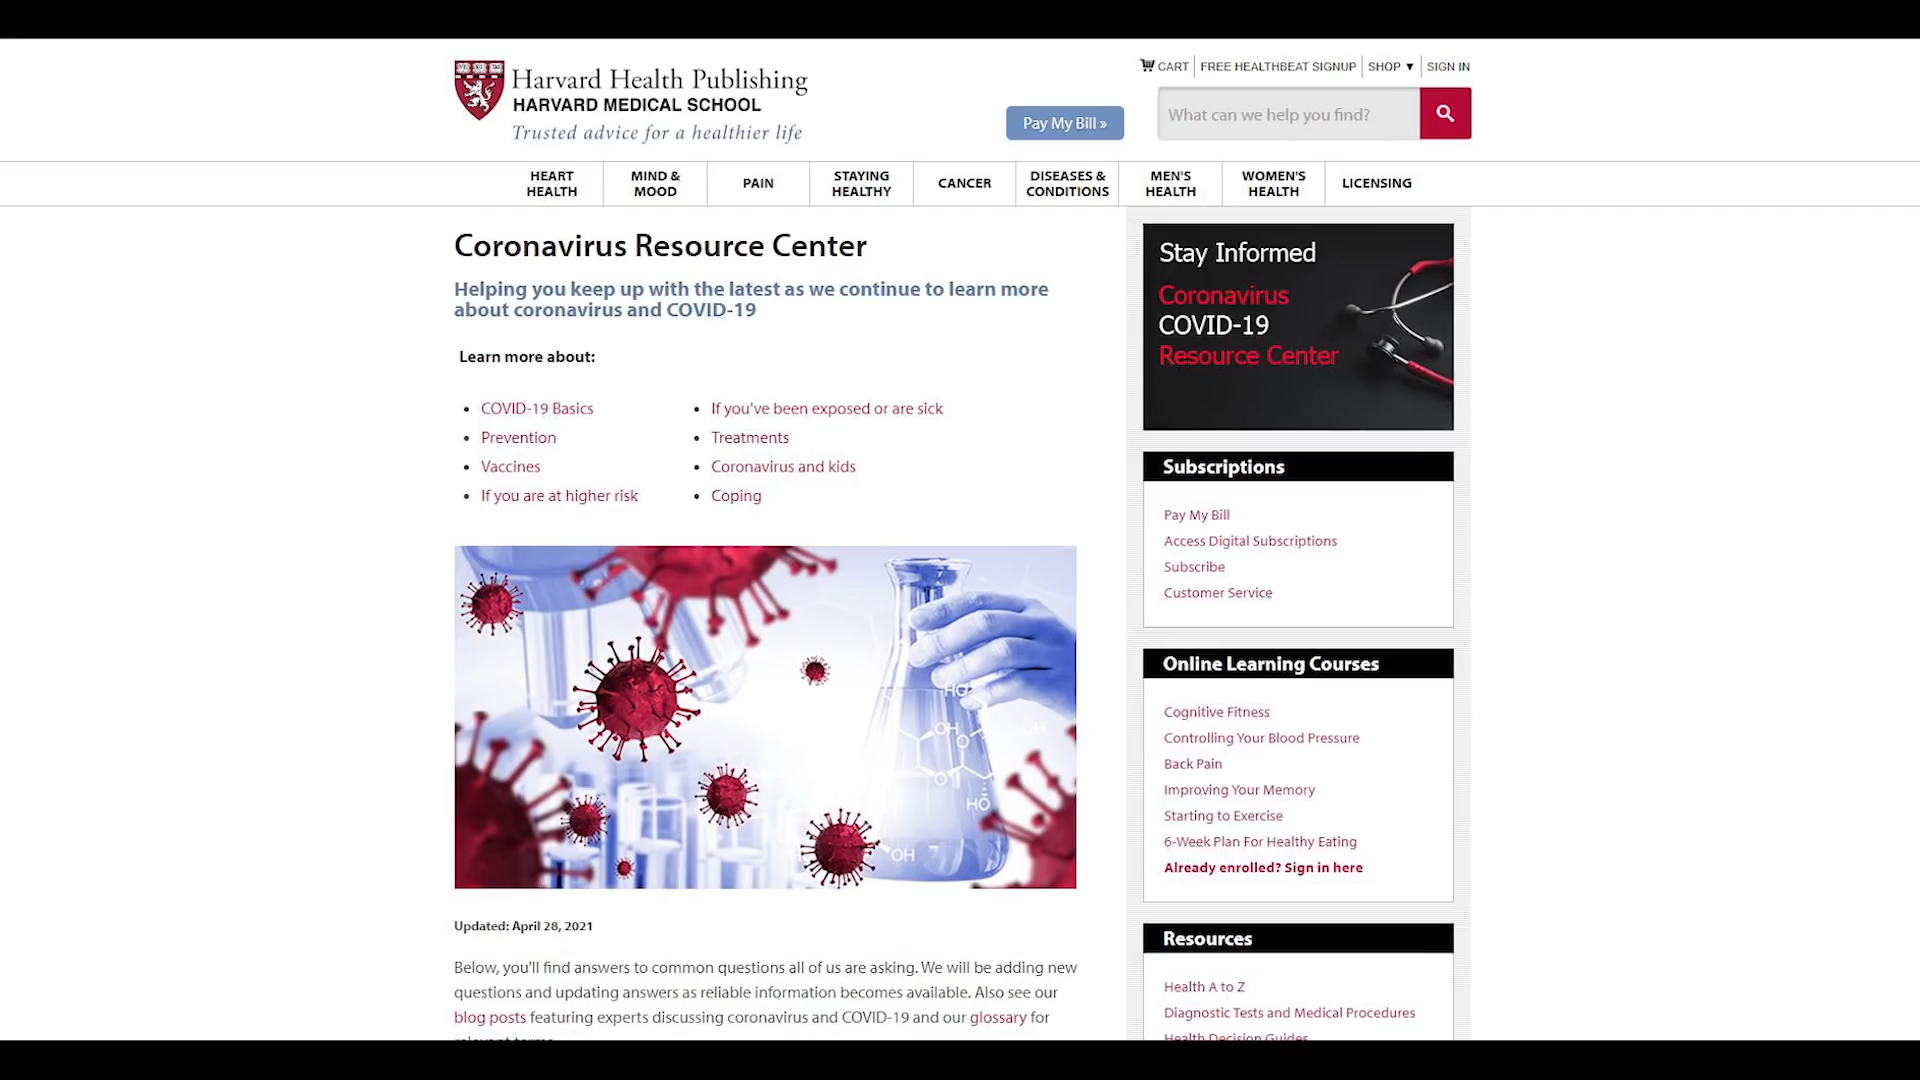 Harvard Health Publishing
HARVARD MEDICAL SCHOOL
Trusted advice for a healthier life
CART
FREE HEALTHBEAT SIGNUP
SHOP ▼
SIGN IN
Pay My Bill »
What can we help you find?
HEART
HEALTH
MIND &
MOOD
PAIN
STAYING
HEALTHY
CANCER
DISEASES &
CONDITIONS
MEN'S
HEALTH
WOMEN'S
HEALTH
LICENSING
Coronavirus Resource Center
Helping you keep up with the latest as we continue to learn more
about coronavirus and COVID-19
Learn more about:
COVID-19 Basics
Prevention
Vaccines
If you are at higher risk
If you've been exposed or are sick
Treatments
Coronavirus and kids
Coping
HO
OH
OH
O
O
HO
OH
Updated: April 28, 2021
Below, you'll find answers to common questions all of us are asking. We will be adding new
questions and updating answers as reliable information becomes available. Also see our
blog posts featuring experts discussing coronavirus and COVID-19 and our glossary for
relevant terms.
Stay Informed
Coronavirus
COVID-19
Resource Center
Subscriptions
Pay My Bill
Access Digital Subscriptions
Subscribe
Customer Service
Online Learning Courses
Cognitive Fitness
Controlling Your Blood Pressure
Back Pain
Improving Your Memory
Starting to Exercise
6-Week Plan For Healthy Eating
Already enrolled? Sign in here
Resources
Health A to Z
Diagnostic Tests and Medical Procedures
Health Decision Guides